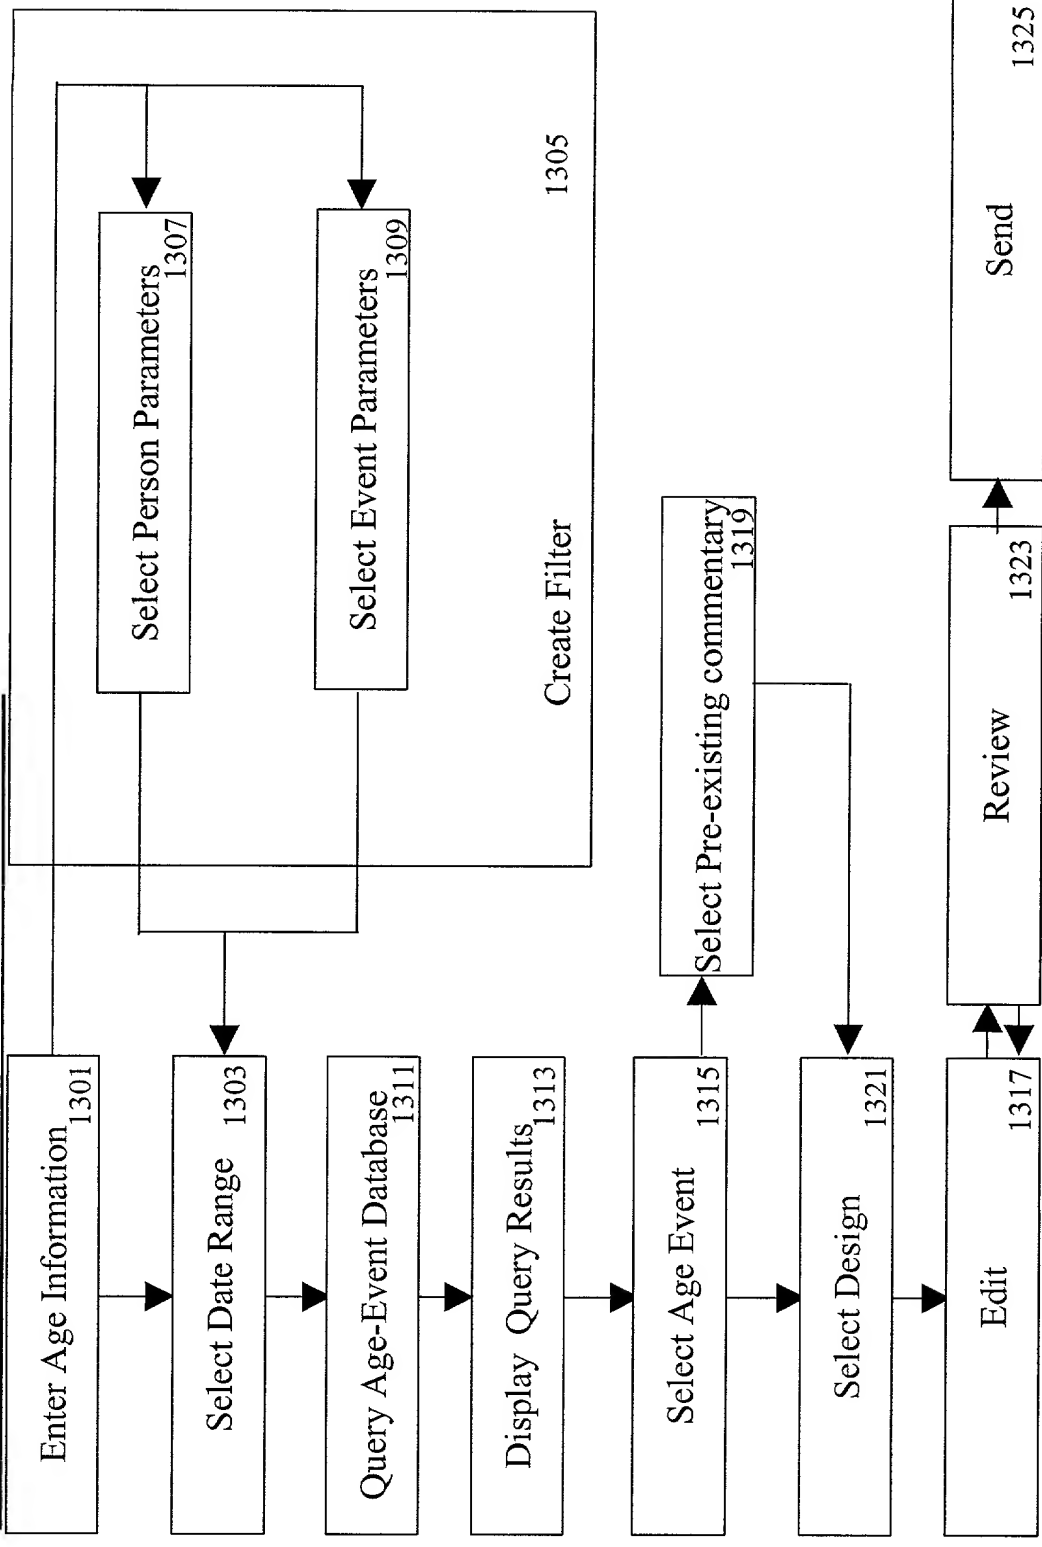 Enter Age Information
1301
Select Date Range
1303
Query Age-Event Database
1311
Display Query Results
1313
Select Age Event
1315
Select Design
1321
Edit
1317
Select Person Parameters
1307
Select Event Parameters
1309
Create Filter
1305
Select Pre-existing commentary
1319
Review
1323
Send
1325